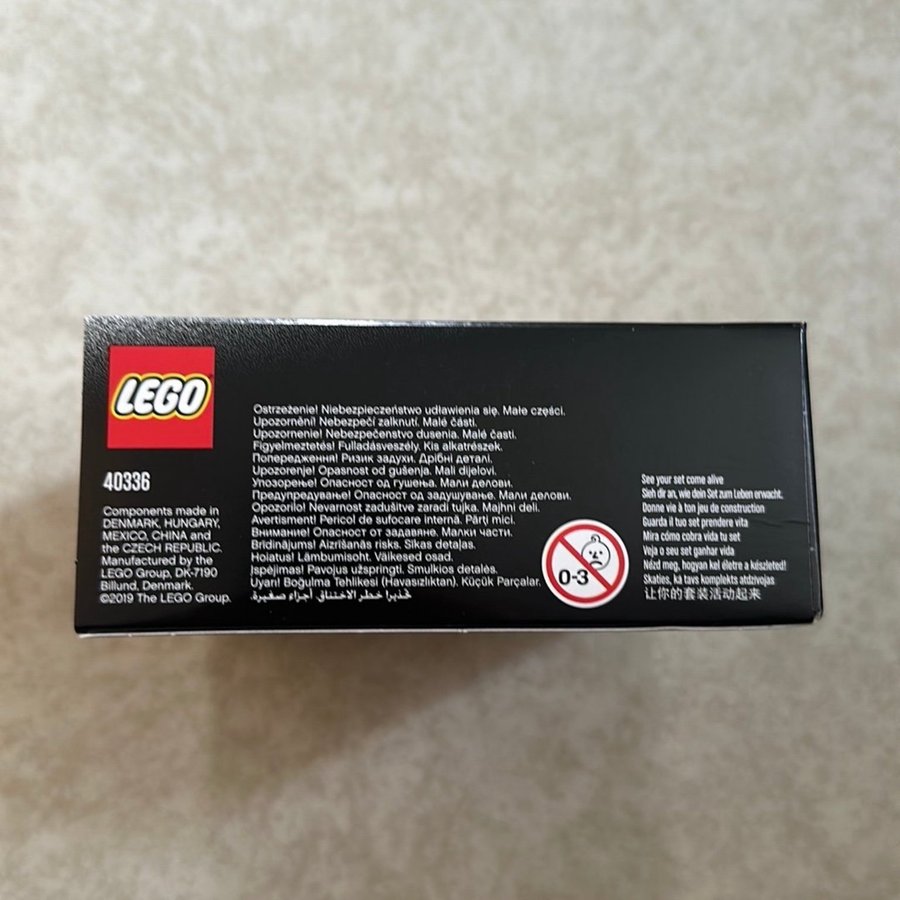 LEGO
40336
Components made in
DENMARK, HUNGARY,
MEXICO, CHINA and
the CZECH REPUBLIC.
Manufactured by the
LEGO Group, DK-7190
Billund, Denmark.
©2019 The LEGO Group.
Ostrzeżenie! Niebezpieczeństwo udławienia się. Małe części.
Upozornění! Nebezpečí zalknutí. Malé části.
Upozornenie! Nebezpečenstvo dusenia. Malé časti.
Figyelmeztetés! Fulladásveszély. Kis alkatrészek.
Попередження! Ризик задухи. Дрібні деталі.
Upozorenje! Opasnost od gušenja. Mali dijelovi.
Упозорење! Опасност од гушења. Мали делови.
Предупредување! Опасност од задушување. Мали делови.
Opozorilo! Nevarnost zadušitve zaradi tujka. Majhni deli.
Avertisment! Pericol de sufocare internă. Părţi mici.
Внимание! Опасност от задавяне. Малки части.
Brīdinājums! Aizrīšanās risks. Sīkas detaļas.
Hoiatus! Lämbumisoht. Väikesed osad.
Įspėjimas! Pavojus užspringti. Smulkios detalės.
Uyarı! Boğulma Tehlikesi (Havasızlıktan). Küçük Parçalar.
تحذير! خطر الاختناق. أجزاء صغيرة.
0-3
See your set come alive
Sieh dir an, wie dein Set zum Leben erwacht.
Donne vie à ton jeu de construction
Guarda il tuo set prendere vita
Mira cómo cobra vida tu set
Veja o seu set ganhar vida
Nézd meg, hogyan kel életre a készleted!
Skaties, kā tavs komplekts atdzīvojas
让你的套装活动起来